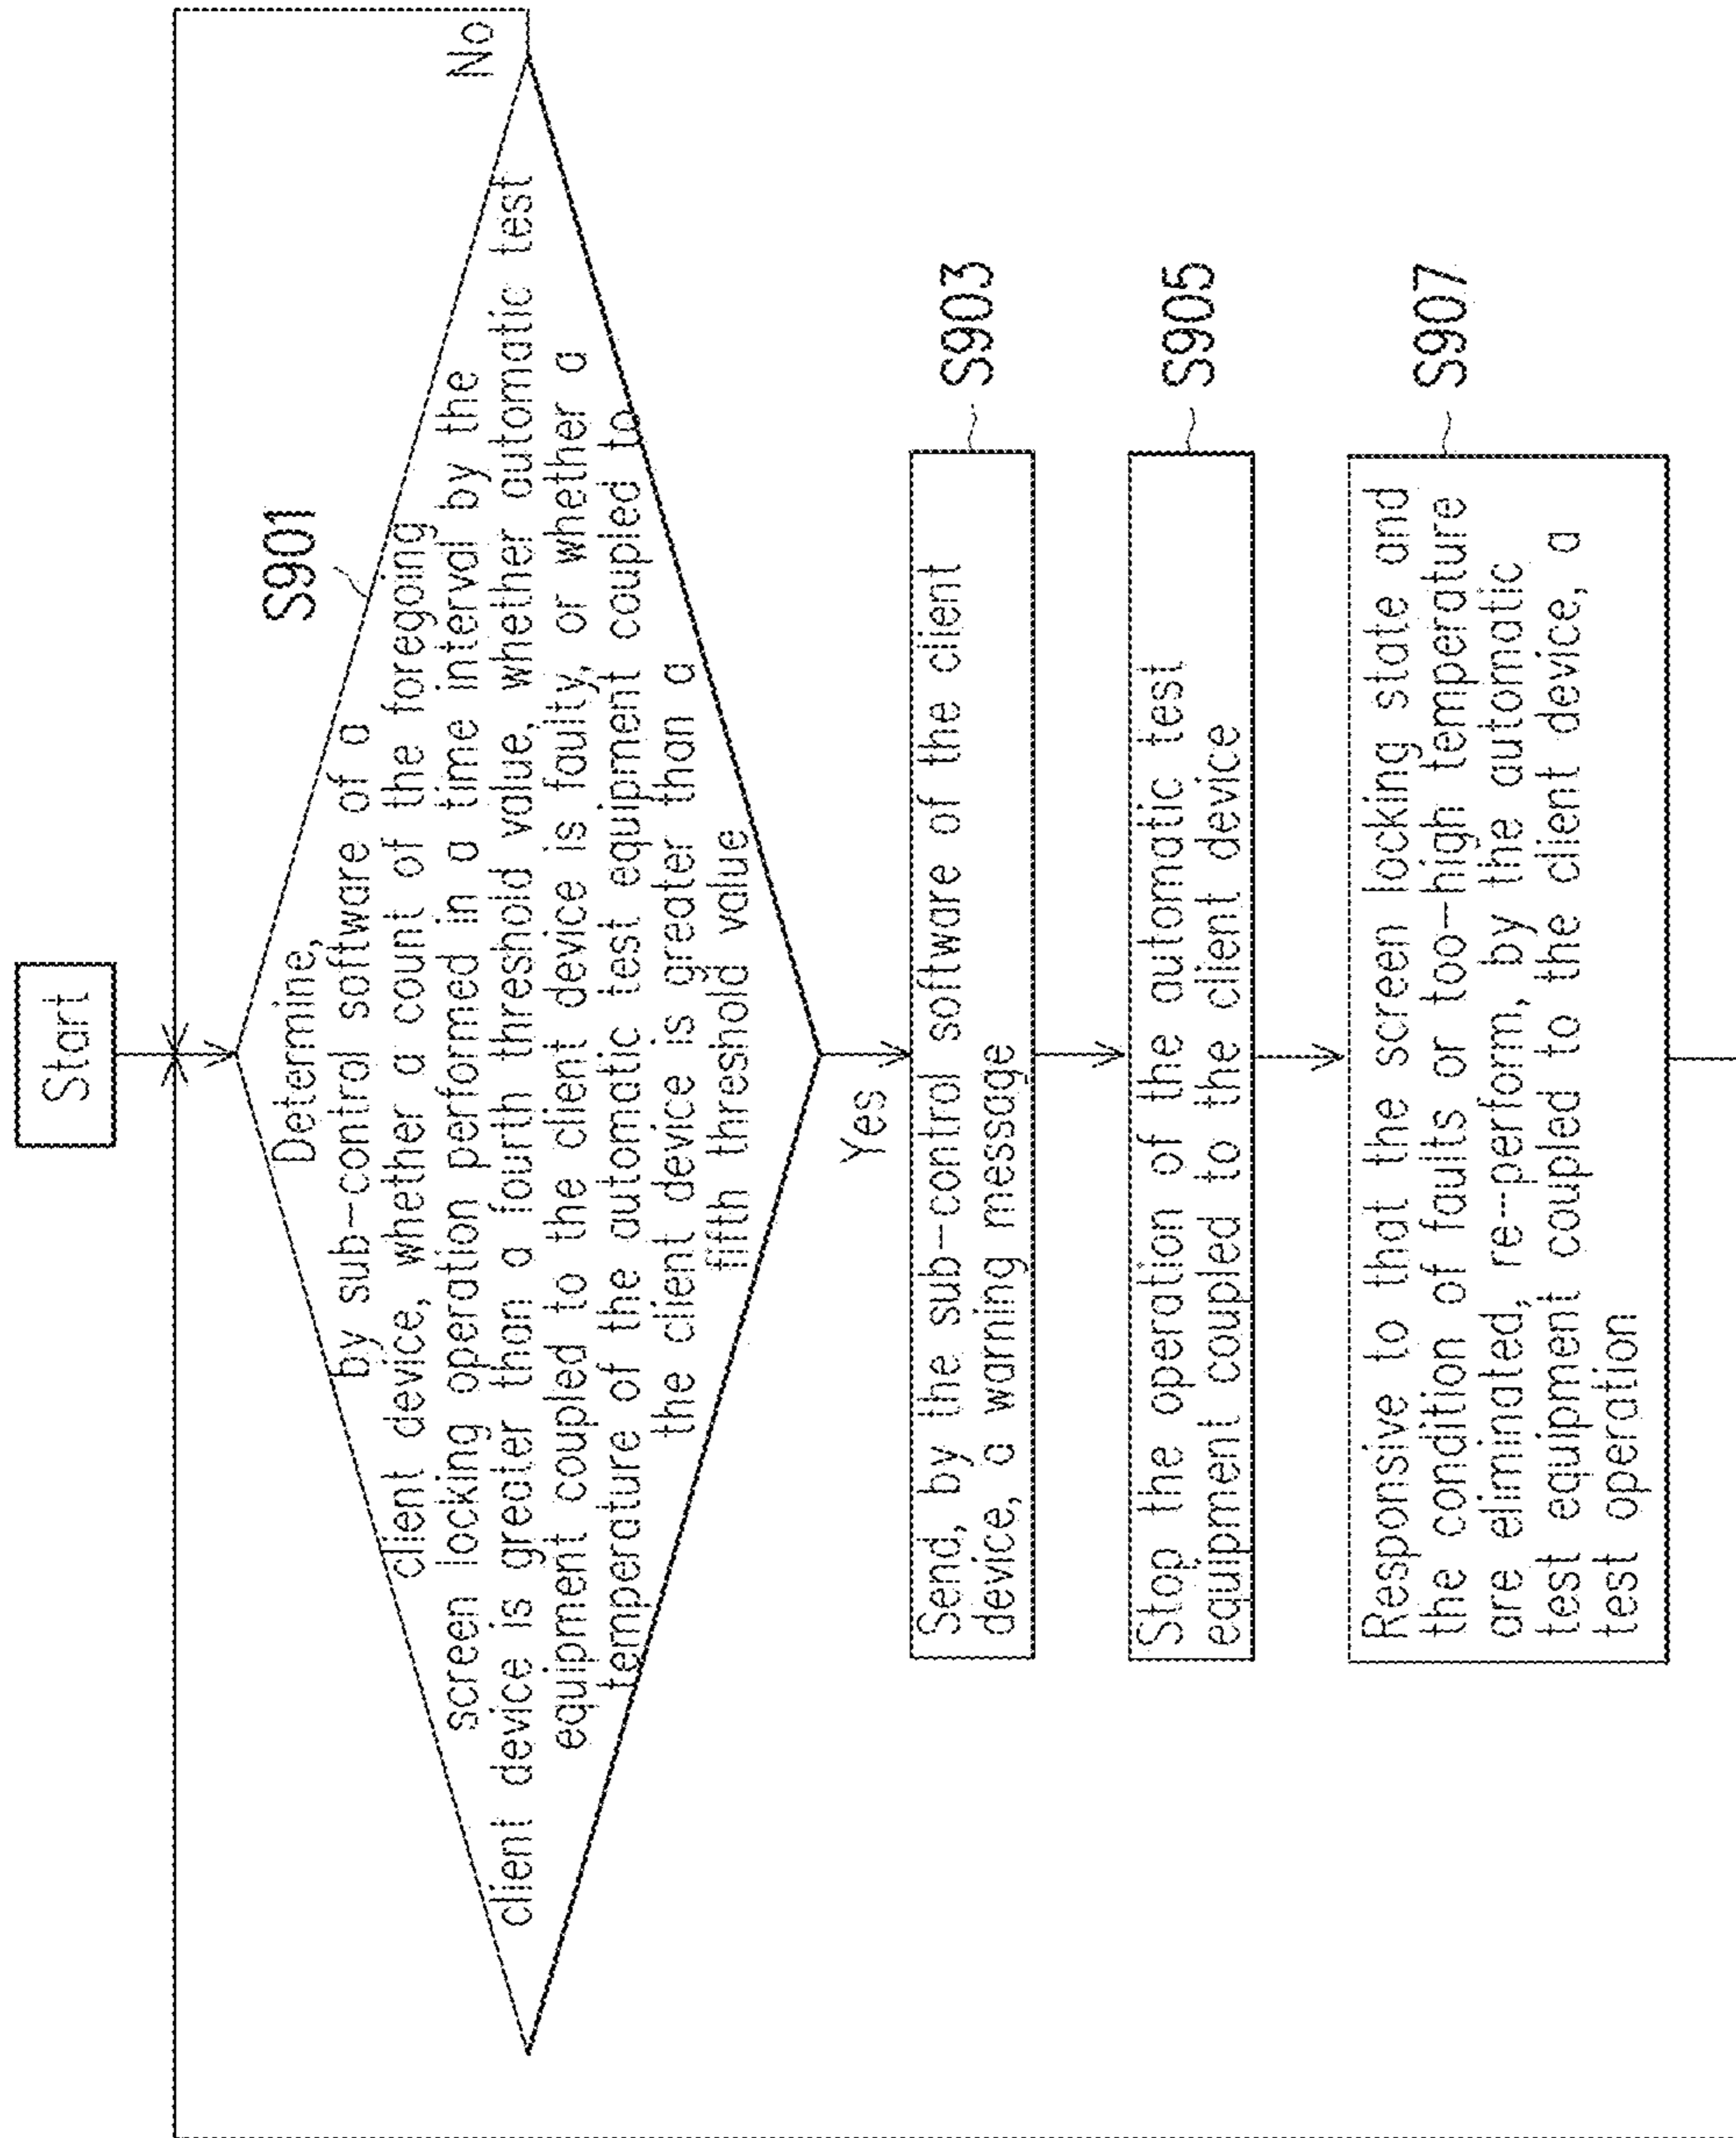 Start
S901
Determine,
by sub-control software of a
client device, whether a count of the foregoing
screen locking operation performed in a time interval by the
client device is greater than a fourth threshold value, whether automatic test
equipment coupled to the client device is faulty, or whether a
temperature of the automatic test equipment coupled to
the client device is greater than a
fifth threshold value
No
Yes
S903
Send, by the sub-control software of the client
device, a warning message
S905
Stop the operation of the automatic test
equipment coupled to the client device
S907
Responsive to that the screen locking state and
the condition of faults or too-high temperature
are eliminated, re-perform, by the automatic
test equipment coupled to the client device, a
test operation